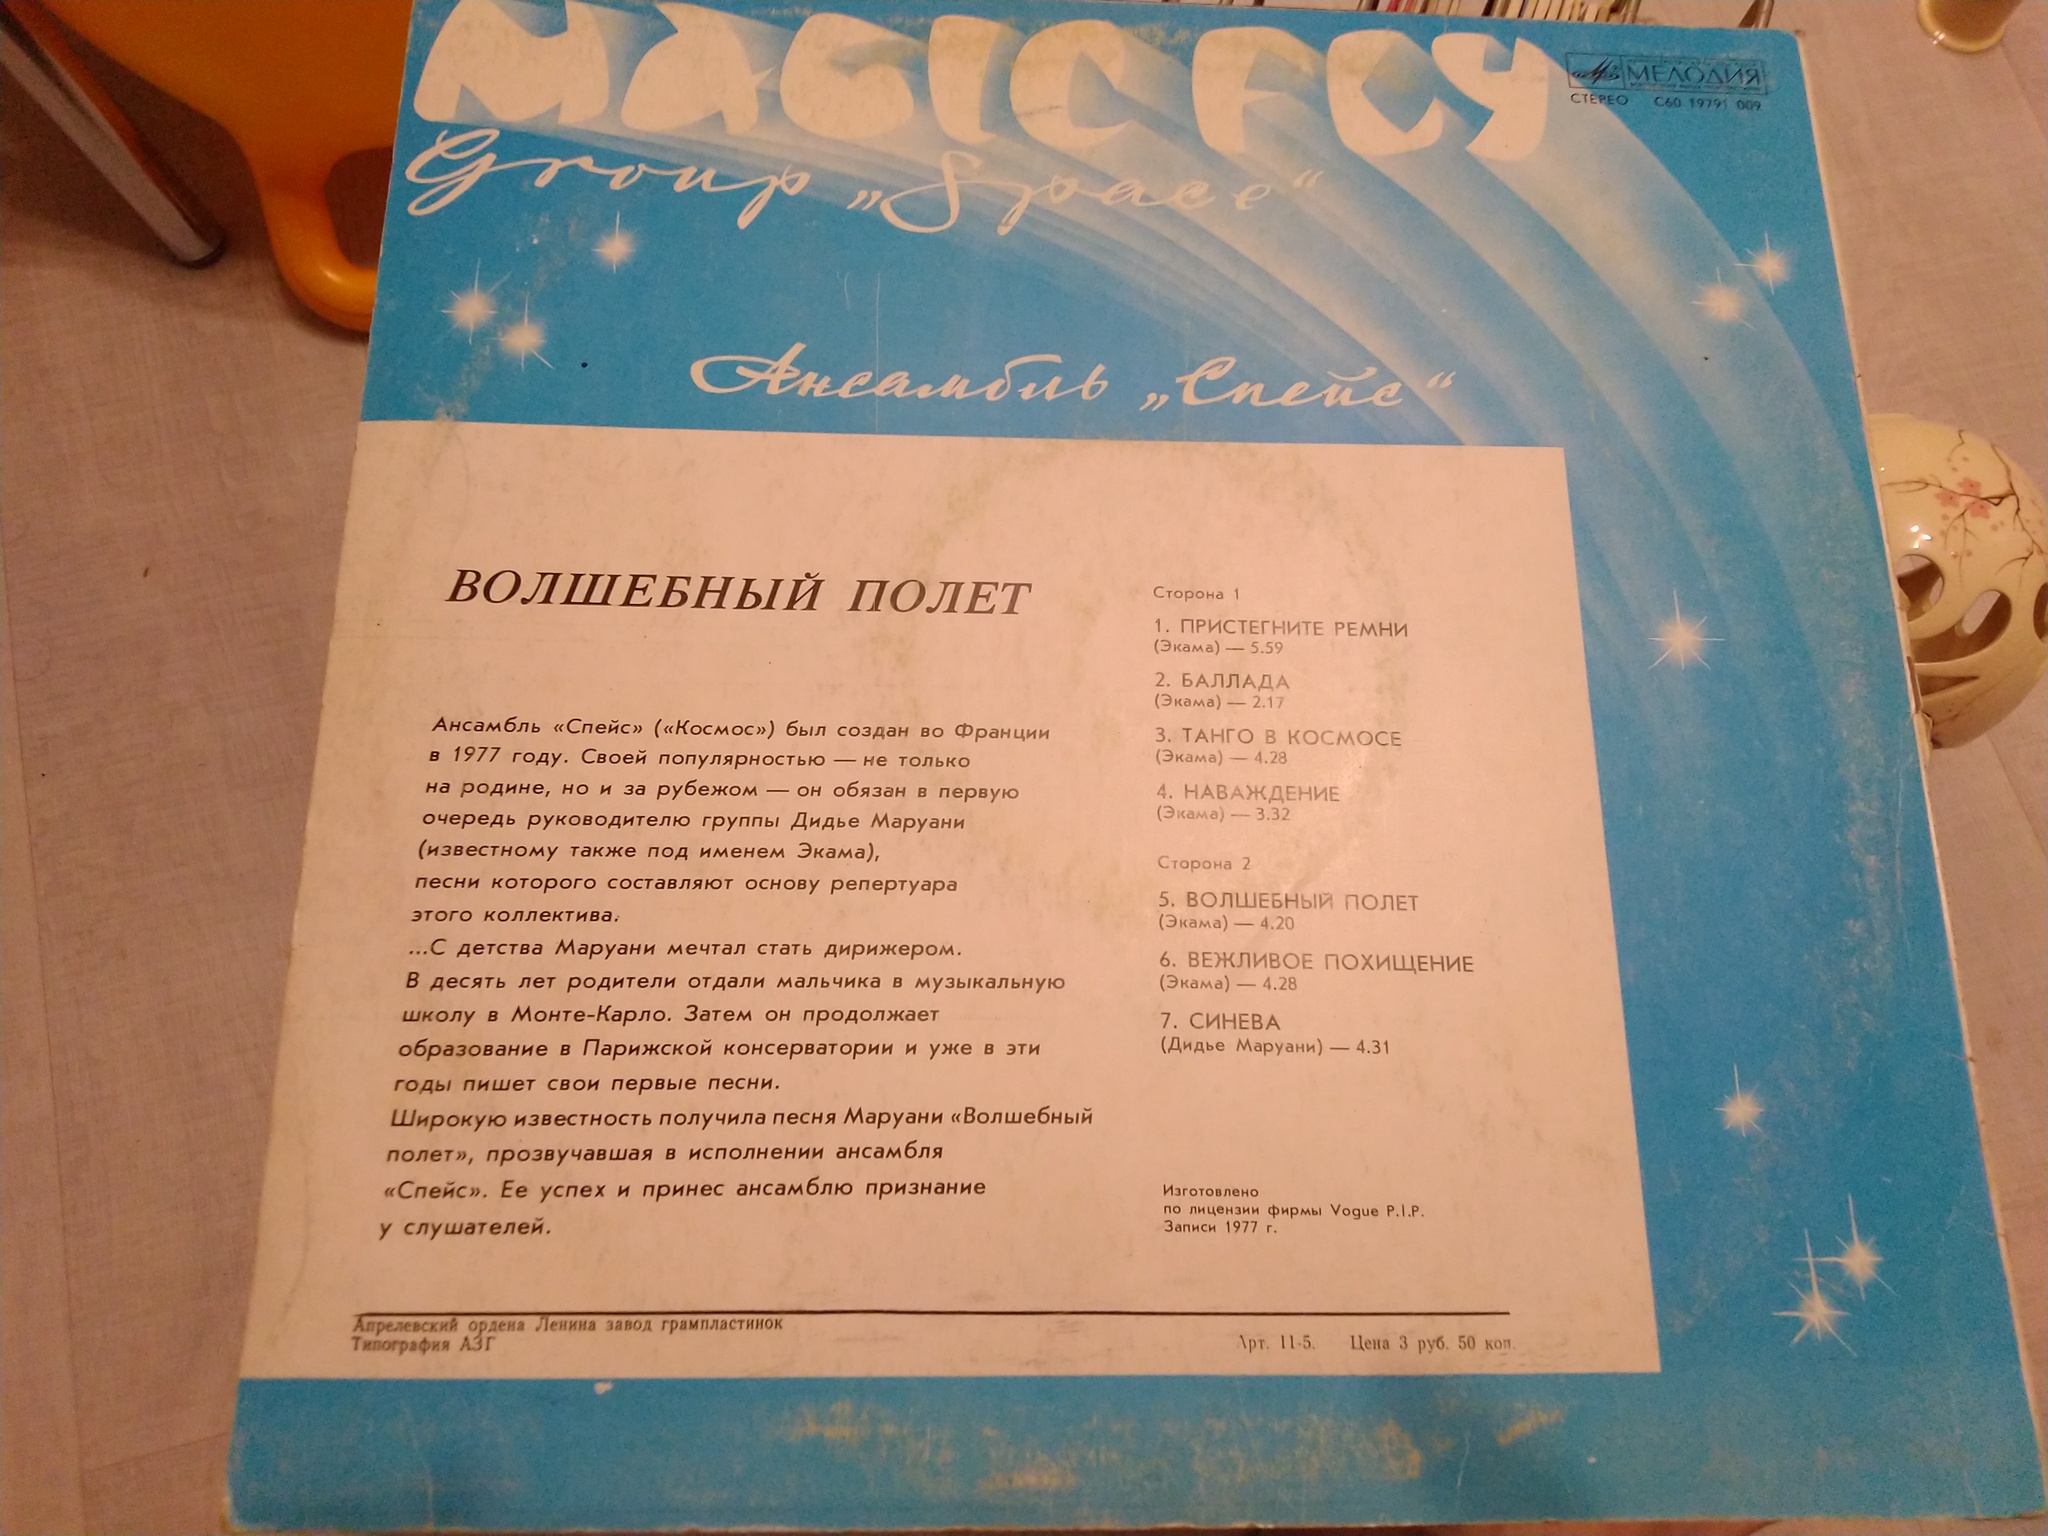 MAGIC FLY
МЕЛОДИЯ
СТЕРЕО С60 19791 009
Group „Space“
Ансамбль „Спейс“
ВОЛШЕБНЫЙ ПОЛЕТ
Ансамбль «Спейс» («Космос») был создан во Франции
в 1977 году. Своей популярностью — не только
на родине, но и за рубежом — он обязан в первую
очередь руководителю группы Дидье Маруани
(известному также под именем Экама),
песни которого составляют основу репертуара
этого коллектива.
...С детства Маруани мечтал стать дирижером.
В десять лет родители отдали мальчика в музыкальную
школу в Монте-Карло. Затем он продолжает
образование в Парижской консерватории и уже в эти
годы пишет свои первые песни.
Широкую известность получила песня Маруани «Волшебный
полет», прозвучавшая в исполнении ансамбля
«Спейс». Ее успех и принес ансамблю признание
у слушателей.
Сторона 1
1. ПРИСТЕГНИТЕ РЕМНИ
(Экама) — 5.59
2. БАЛЛАДА
(Экама) — 2.17
3. ТАНГО В КОСМОСЕ
(Экама) — 4.28
4. НАВАЖДЕНИЕ
(Экама) — 3.32
Сторона 2
5. ВОЛШЕБНЫЙ ПОЛЕТ
(Экама) — 4.20
6. ВЕЖЛИВОЕ ПОХИЩЕНИЕ
(Экама) — 4.28
7. СИНЕВА
(Дидье Маруани) — 4.31
Изготовлено
по лицензии фирмы Vogue P.I.P.
Записи 1977 г.
Апрелевский ордена Ленина завод грампластинок
Типография АЗГ
Арт. 11-5. Цена 3 руб. 50 коп.